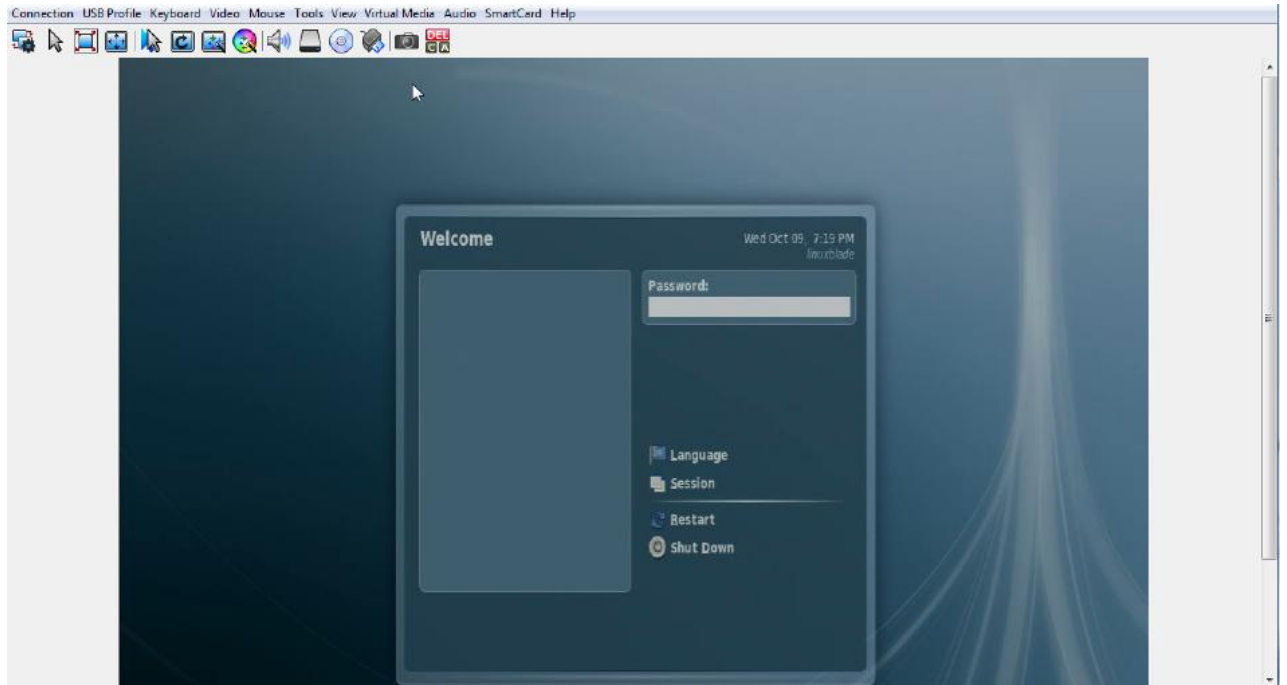 Connection USB Profile Keyboard Video Mouse Tools View Virtual Media Audio SmartCard Help
DEL
C A
Welcome
Wed Oct 09, 7:19 PM
linuxblade
Password:
Language
Session
Restart
Shut Down